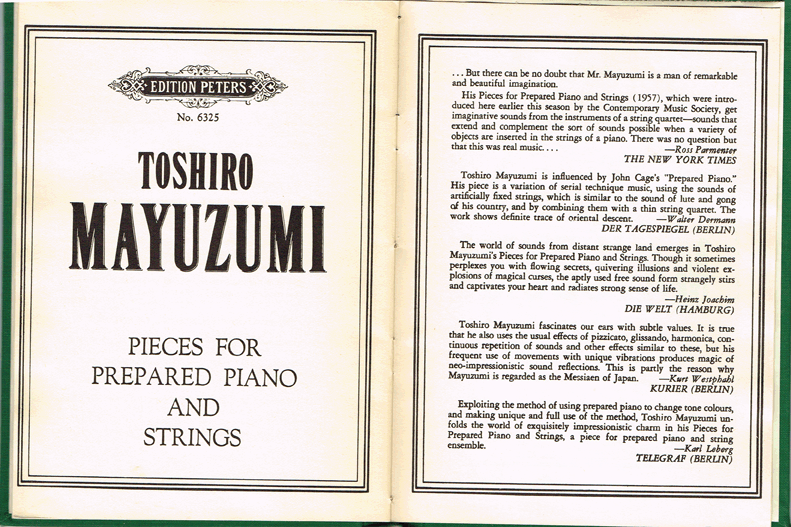 EDITION PETERS
No. 6325
TOSHIRO
MAYUZUMI
PIECES FOR
PREPARED PIANO
AND
STRINGS
. . . But there can be no doubt that Mr. Mayuzumi is a man of remarkable
and beautiful imagination.
His Pieces for Prepared Piano and Strings (1957), which were intro-
duced here earlier this season by the Contemporary Music Society, get
imaginative sounds from the instruments of a string quartet—sounds that
extend and complement the sort of sounds possible when a variety of
objects are inserted in the strings of a piano. There was no question but
that this was real music. . . . —Ross Parmenter
THE NEW YORK TIMES
Toshiro Mayuzumi is influenced by John Cage's "Prepared Piano."
His piece is a variation of serial technique music, using the sounds of
artificially fixed strings, which is similar to the sound of lute and gong
of his country, and by combining them with a thin string quartet. The
work shows definite trace of oriental descent. —Walter Dermann
DER TAGESPIEGEL (BERLIN)
The world of sounds from distant strange land emerges in Toshiro
Mayuzumi's Pieces for Prepared Piano and Strings. Though it sometimes
perplexes you with flowing secrets, quivering illusions and violent ex-
plosions of magical curses, the aptly used free sound form strangely stirs
and captivates your heart and radiates strong sense of life.
—Heinz Joachim
DIE WELT (HAMBURG)
Toshiro Mayuzumi fascinates our ears with subtle values. It is true
that he also uses the usual effects of pizzicato, glissando, harmonica, con-
tinuous repetition of sounds and other effects similar to these, but his
frequent use of movements with unique vibrations produces magic of
neo-impressionistic sound reflections. This is partly the reason why
Mayuzumi is regarded as the Messiaen of Japan. —Kurt Westphahl
KURIER (BERLIN)
Exploiting the method of using prepared piano to change tone colours,
and making unique and full use of the method, Toshiro Mayuzumi un-
folds the world of exquisitely impressionistic charm in his Pieces for
Prepared Piano and Strings, a piece for prepared piano and string
ensemble. —Karl Leberg
TELEGRAF (BERLIN)